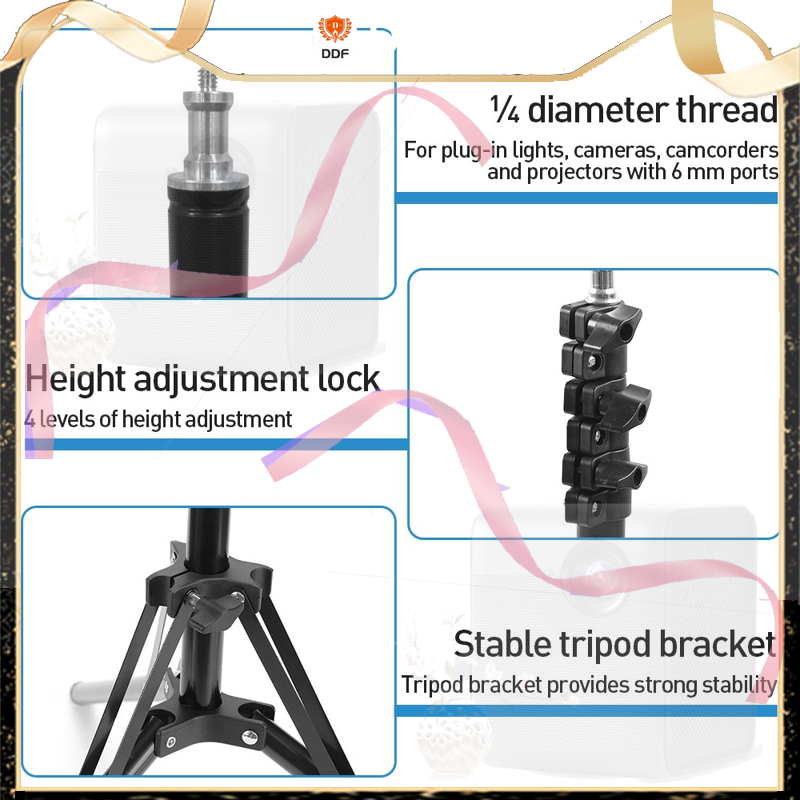 D
DDF
¼ diameter thread
For plug-in lights, cameras, camcorders
and projectors with 6 mm ports
Height adjustment lock
4 levels of height adjustment
Stable tripod bracket
Tripod bracket provides strong stability